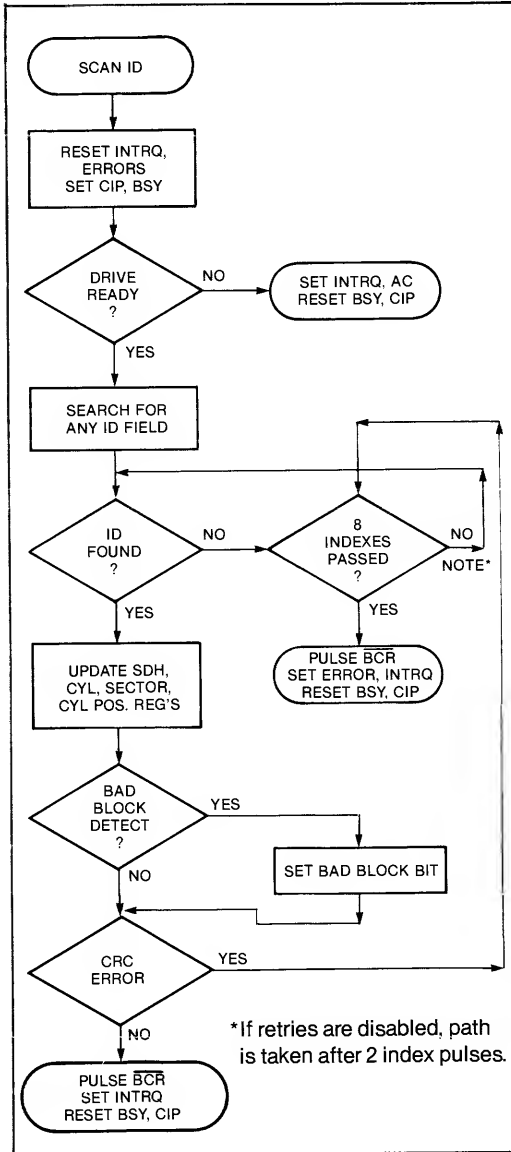 SCAN ID
RESET INTRQ,
ERRORS
SET CIP, BSY
DRIVE
READY
?
NO
SET INTRQ, AC
RESET BSY, CIP
YES
SEARCH FOR
ANY ID FIELD
ID
FOUND
?
NO
8
INDEXES
PASSED
?
NO
NOTE*
YES
YES
UPDATE SDH,
CYL, SECTOR,
CYL POS. REG'S
PULSE BCR
SET ERROR, INTRQ
RESET BSY, CIP
BAD
BLOCK
DETECT
?
YES
SET BAD BLOCK BIT
NO
CRC
ERROR
YES
NO
*If retries are disabled, path
is taken after 2 index pulses.
PULSE BCR
SET INTRQ
RESET BSY, CIP